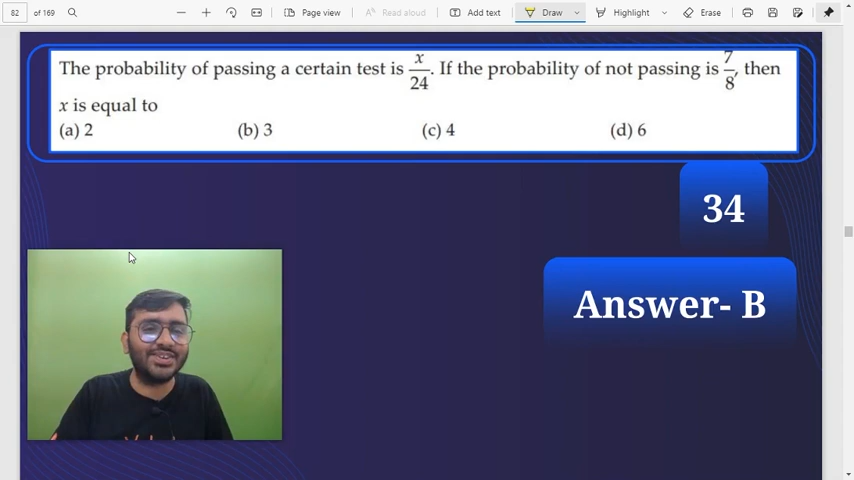 82 of 169 Page view Read aloud Add text Draw Highlight Erase
The probability of passing a certain test is x/24. If the probability of not passing is 7/8, then
x is equal to
(a) 2 (b) 3 (c) 4 (d) 6
34
Answer- B